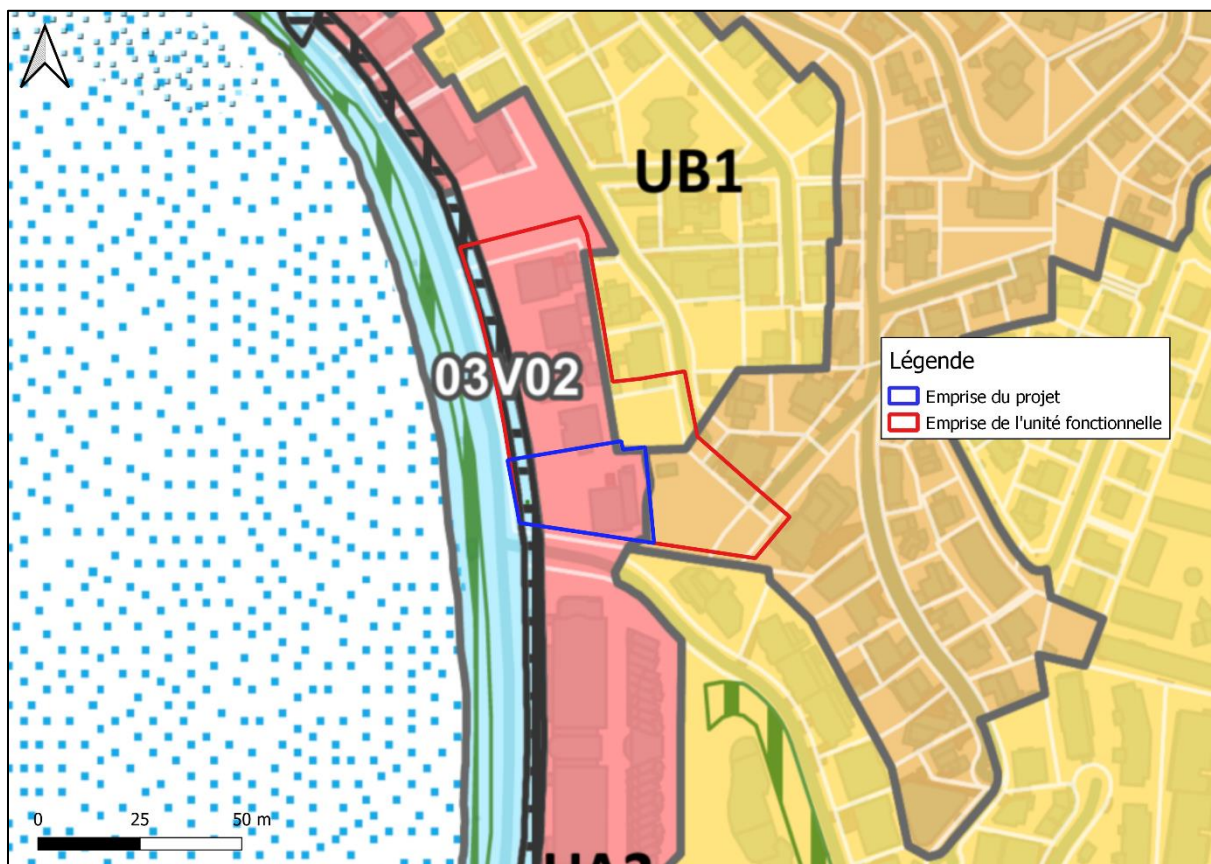 UB1
03V02
Légende
Emprise du projet
Emprise de l'unité fonctionnelle
0 25 50 m